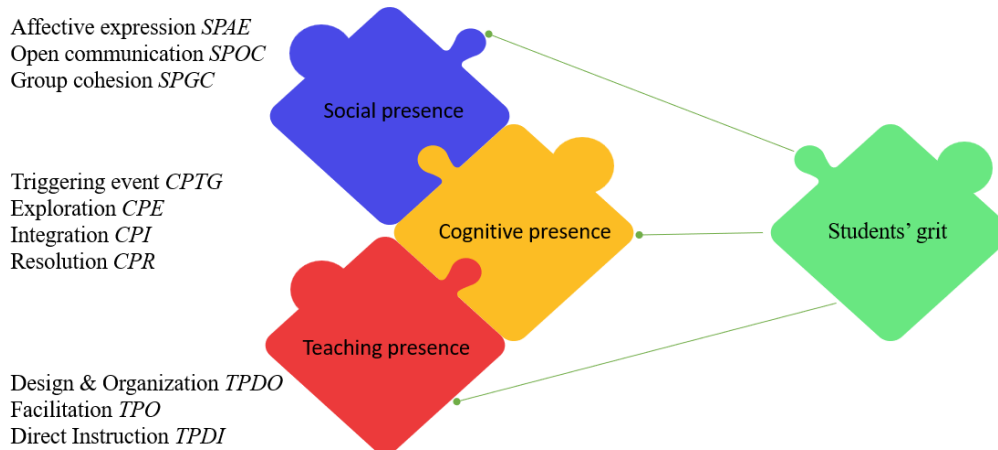 Affective expression SPAE
Open communication SPOC
Group cohesion SPGC
Social presence
Triggering event CPTG
Exploration CPE
Integration CPI
Resolution CPR
Cognitive presence
Students’ grit
Teaching presence
Design & Organization TPDO
Facilitation TPO
Direct Instruction TPDI